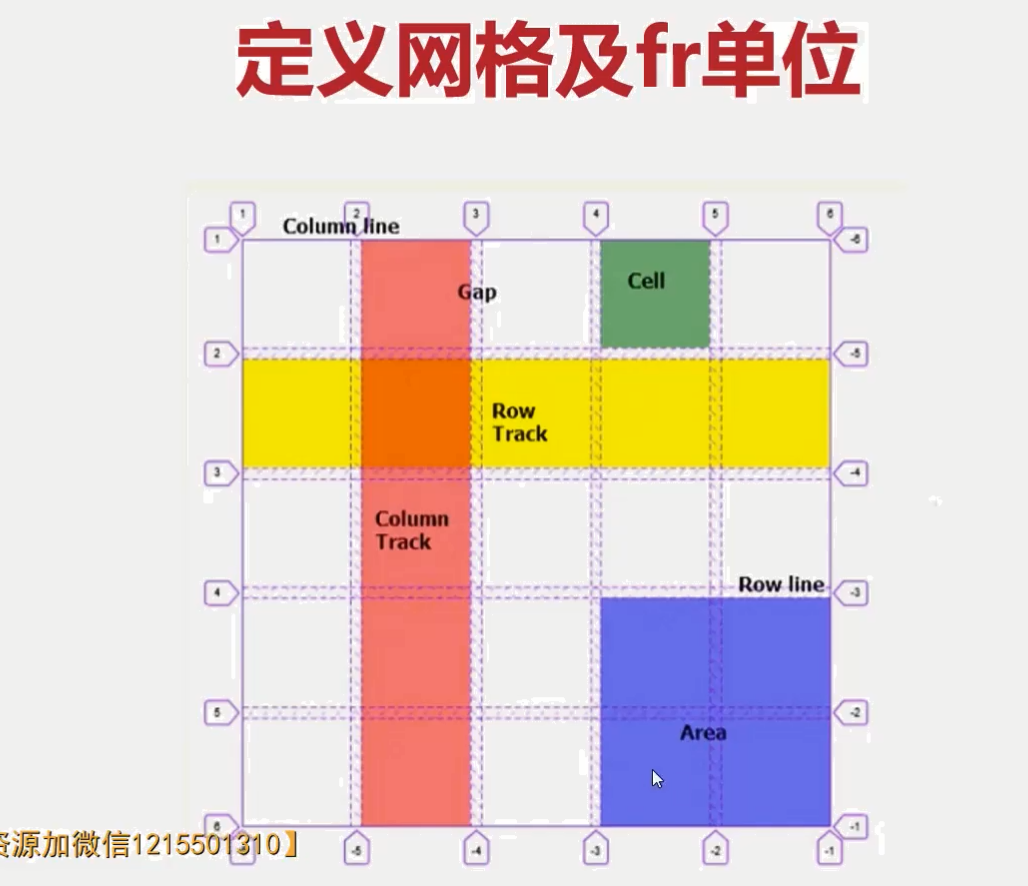 定义网格及fr单位
1 2 3 4 5 6
Column line
1 -6
Gap
Cell
2 -5
Row
Track
3 -4
Column
Track
Row line
4 -3
5 -2
Area
6 -1
源加微信1215501310】
-5 -4 -3 -2 -1